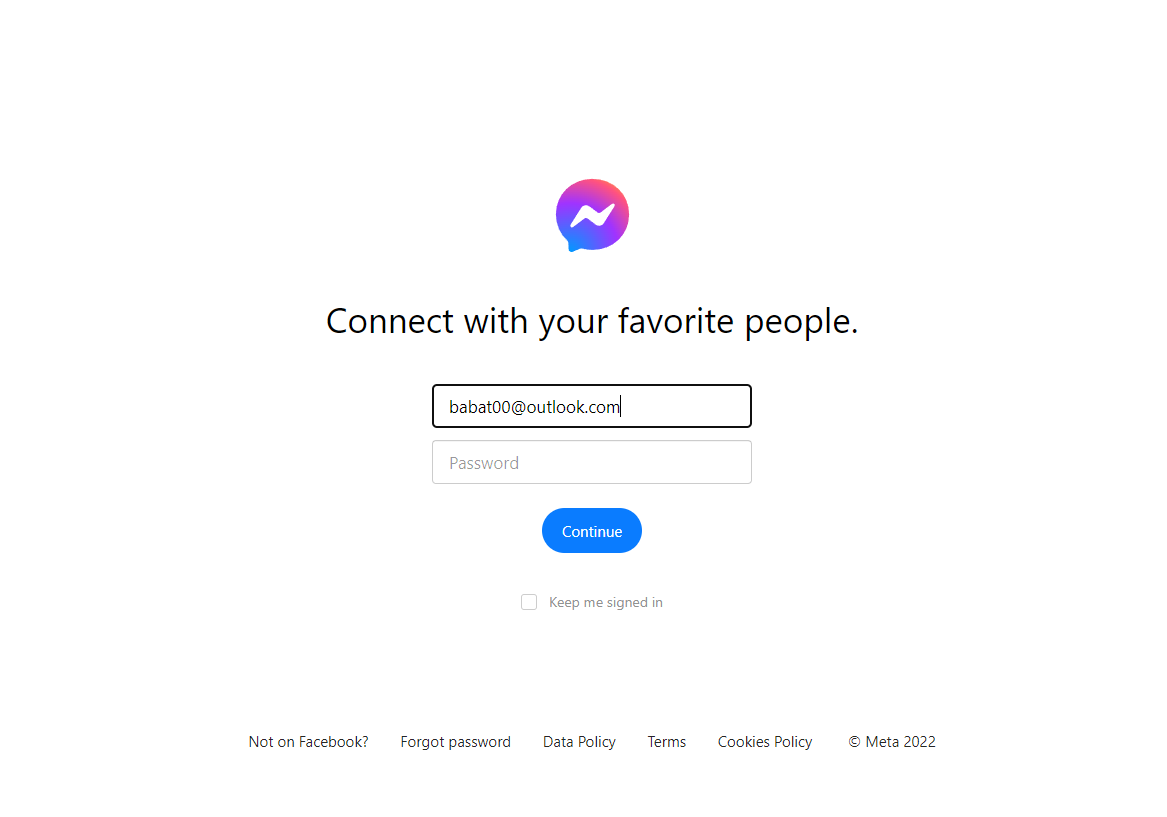 Connect with your favorite people.
babat00@outlook.com
Password
Continue
Keep me signed in
Not on Facebook? Forgot password Data Policy Terms Cookies Policy © Meta 2022